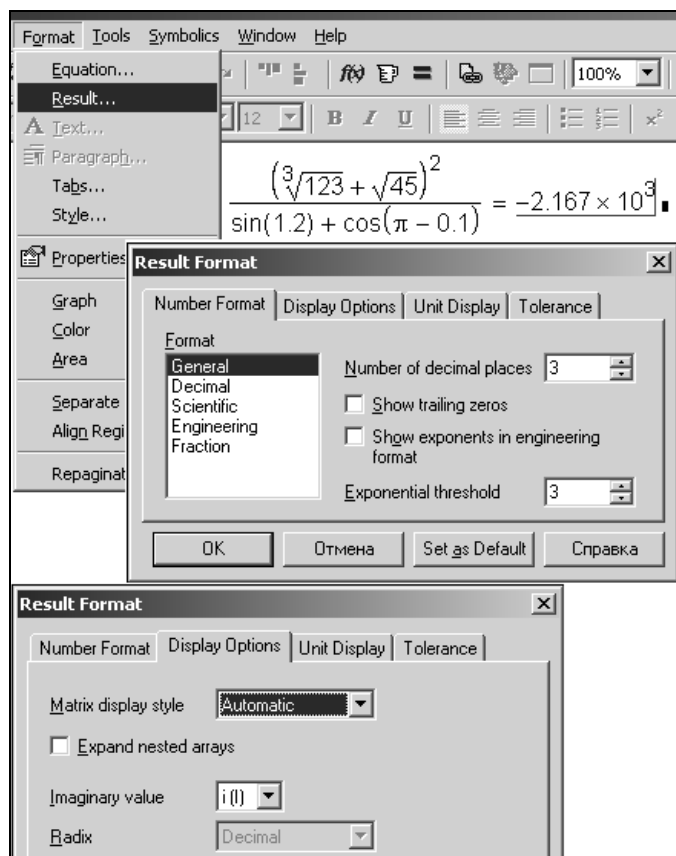 Format Tools Symbolics Window Help
Equation...
Result...
Text...
Paragraph...
Tabs...
Style...
Properties
Graph
Color
Area
Separate
Align Regi
Repaginat
f(x) = 100%
12 B I U x²
(∛123 + √45)²
sin(1.2) + cos(π − 0.1)
= −2.167 × 10³
Result Format
Number Format Display Options Unit Display Tolerance
Format
General
Decimal
Scientific
Engineering
Fraction
Number of decimal places 3
Show trailing zeros
Show exponents in engineering
format
Exponential threshold 3
OK Отмена Set as Default Справка
Result Format
Number Format Display Options Unit Display Tolerance
Matrix display style Automatic
Expand nested arrays
Imaginary value i (I)
Radix Decimal